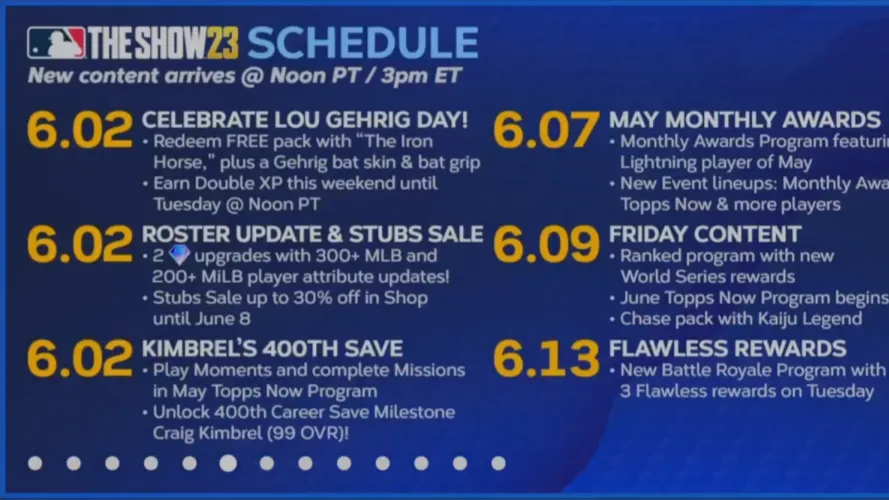 MLB THE SHOW 23 SCHEDULE
New content arrives @ Noon PT / 3pm ET
6.02 CELEBRATE LOU GEHRIG DAY!
• Redeem FREE pack with “The Iron
Horse,” plus a Gehrig bat skin & bat grip
• Earn Double XP this weekend until
Tuesday @ Noon PT
6.02 ROSTER UPDATE & STUBS SALE
• 2 upgrades with 300+ MLB and
200+ MiLB player attribute updates!
• Stubs Sale up to 30% off in Shop
until June 8
6.02 KIMBREL’S 400TH SAVE
• Play Moments and complete Missions
in May Topps Now Program
• Unlock 400th Career Save Milestone
Craig Kimbrel (99 OVR)!
6.07 MAY MONTHLY AWARDS
• Monthly Awards Program featuri
Lightning player of May
• New Event lineups: Monthly Awa
Topps Now & more players
6.09 FRIDAY CONTENT
• Ranked program with new
World Series rewards
• June Topps Now Program begins
• Chase pack with Kaiju Legend
6.13 FLAWLESS REWARDS
• New Battle Royale Program with
3 Flawless rewards on Tuesday